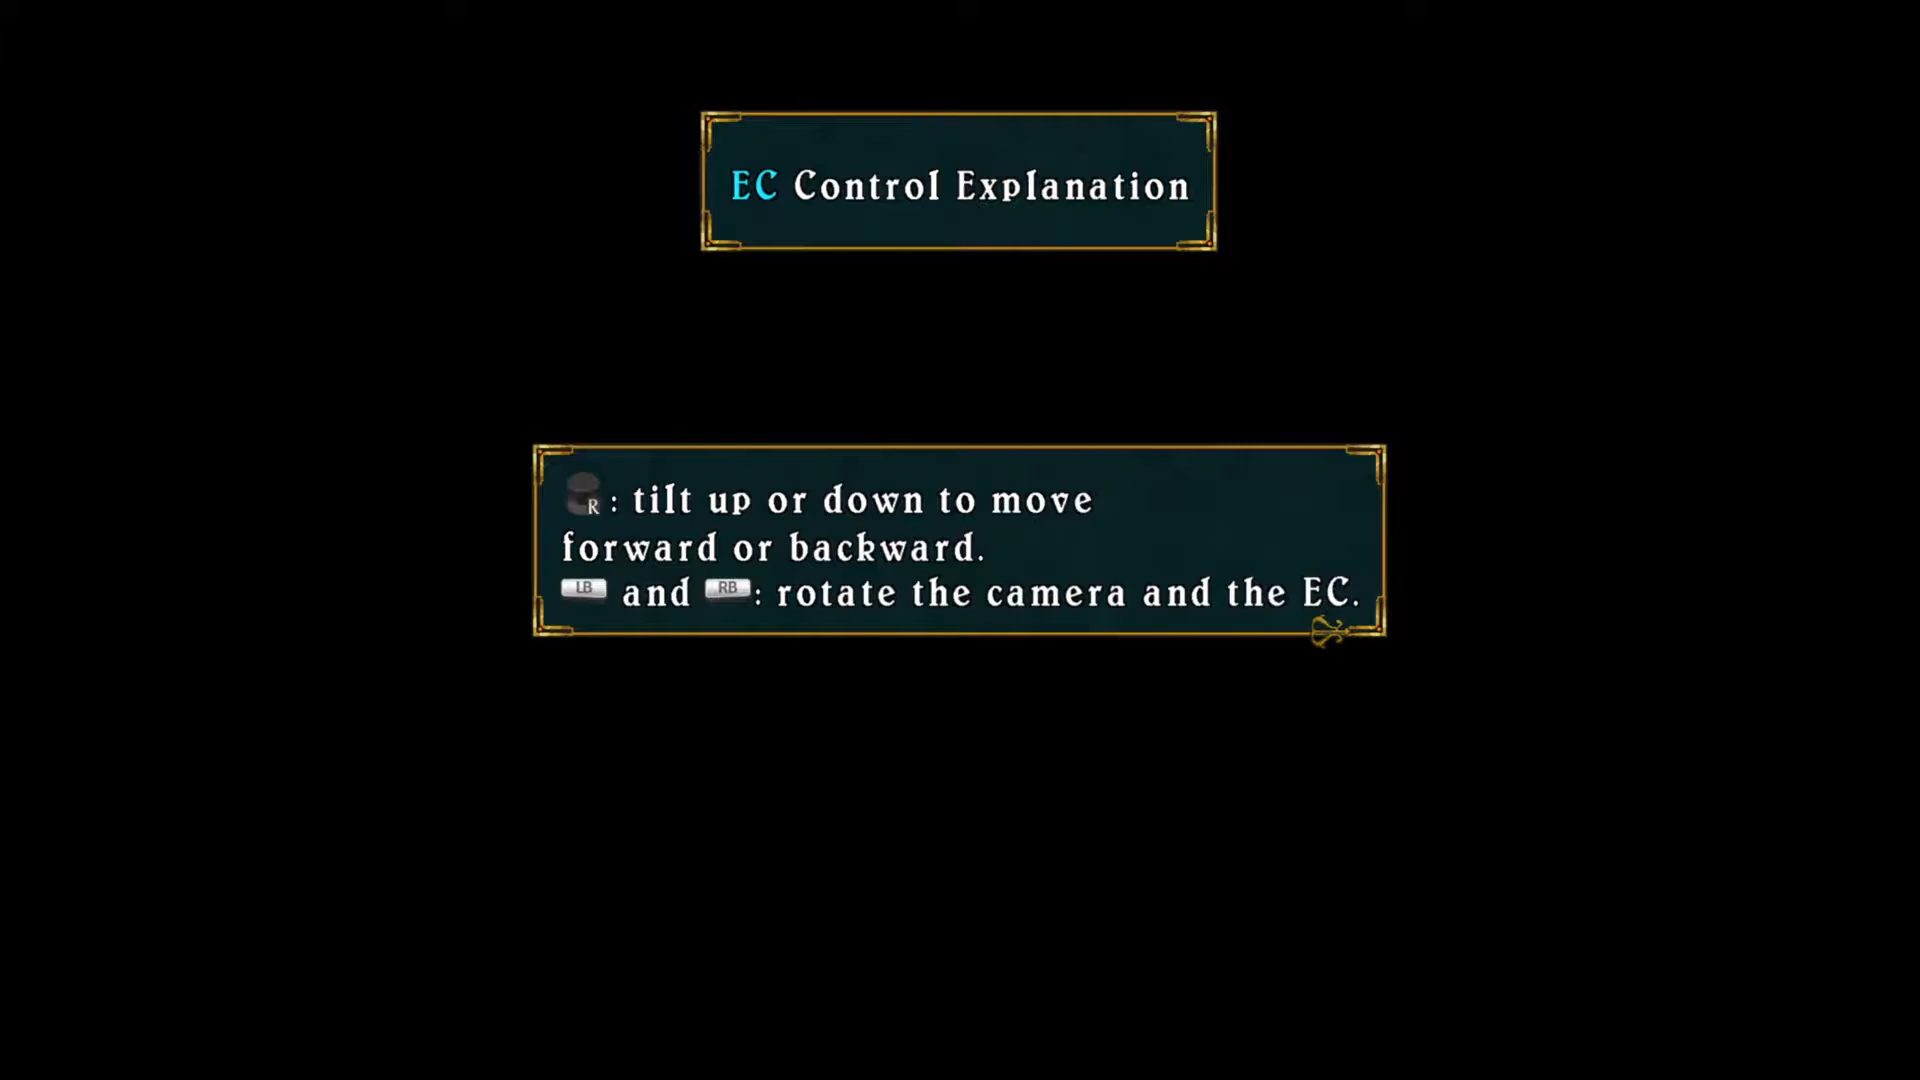 EC Control Explanation
R : tilt up or down to move
forward or backward.
LB and RB : rotate the camera and the EC.